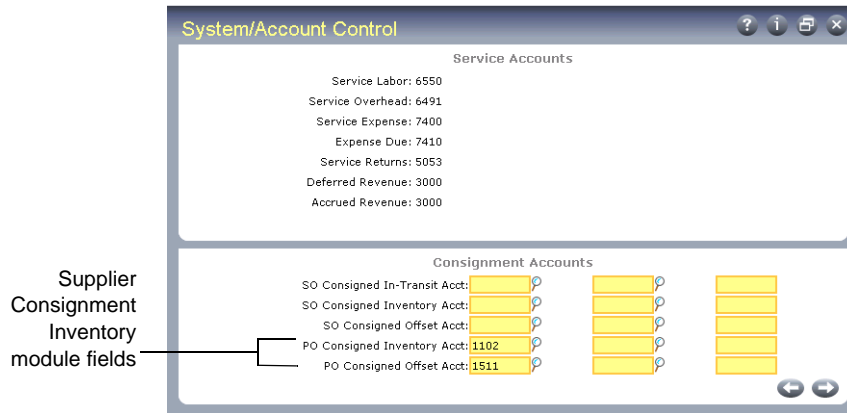 System/Account Control
Service Accounts
Service Labor: 6550
Service Overhead: 6491
Service Expense: 7400
Expense Due: 7410
Service Returns: 5053
Deferred Revenue: 3000
Accrued Revenue: 3000
Consignment Accounts
SO Consigned In-Transit Acct:
SO Consigned Inventory Acct:
SO Consigned Offset Acct:
PO Consigned Inventory Acct: 1102
PO Consigned Offset Acct: 1511
Supplier
Consignment
Inventory
module fields